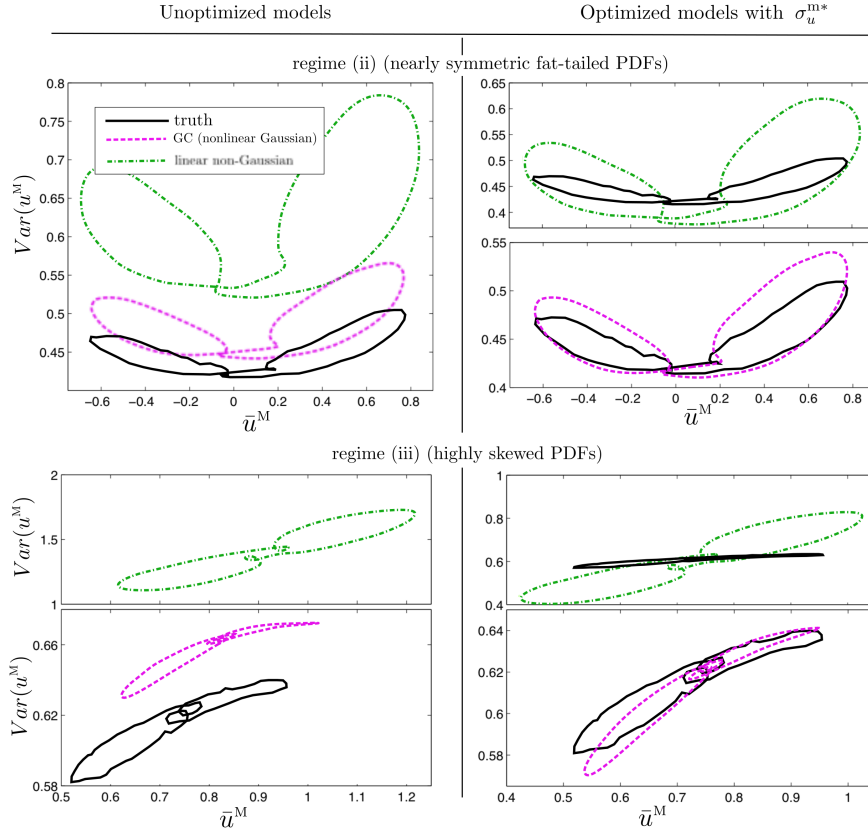 Unoptimized models
Optimized models with σ_u^{m*}
regime (ii) (nearly symmetric fat-tailed PDFs)
truth
GC (nonlinear Gaussian)
linear non-Gaussian
Var(u^M)
0.8
0.75
0.7
0.65
0.6
0.55
0.5
0.45
−0.6 −0.4 −0.2 0 0.2 0.4 0.6 0.8
ū^M
0.65
0.6
0.55
0.5
0.45
0.4
0.55
0.5
0.45
0.4
−0.6 −0.4 −0.2 0 0.2 0.4 0.6 0.8
ū^M
regime (iii) (highly skewed PDFs)
Var(u^M)
2
1.5
1
Var(u^M)
0.66
0.62
0.58
0.5 0.6 0.7 0.8 0.9 1 1.1 1.2
ū^M
1
0.8
0.6
0.4
0.64
0.62
0.6
0.58
0.4 0.5 0.6 0.7 0.8 0.9 1
ū^M